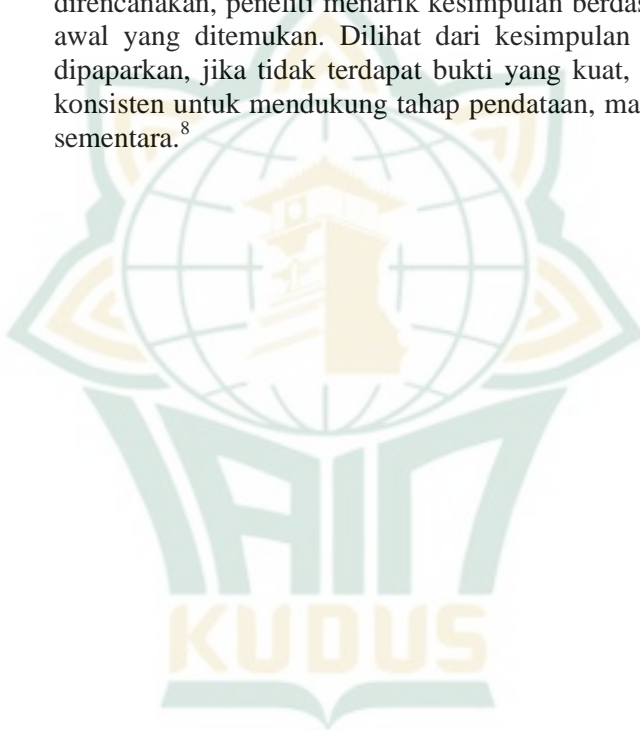 direncanakan, peneliti menarik kesimpulan berdas
awal yang ditemukan. Dilihat dari kesimpulan
dipaparkan, jika tidak terdapat bukti yang kuat,
konsisten untuk mendukung tahap pendataan, ma
sementara.8
IAIN
KUDUS